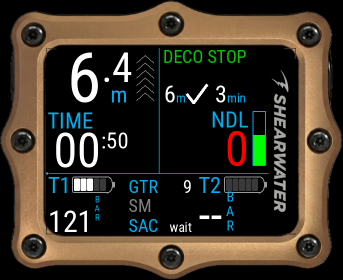 DECO STOP
6.4 m
6m 3min
TIME
00:50
NDL
0
T1
121 BAR
GTR 9
SM
SAC wait
T2
-- BAR
SHEARWATER